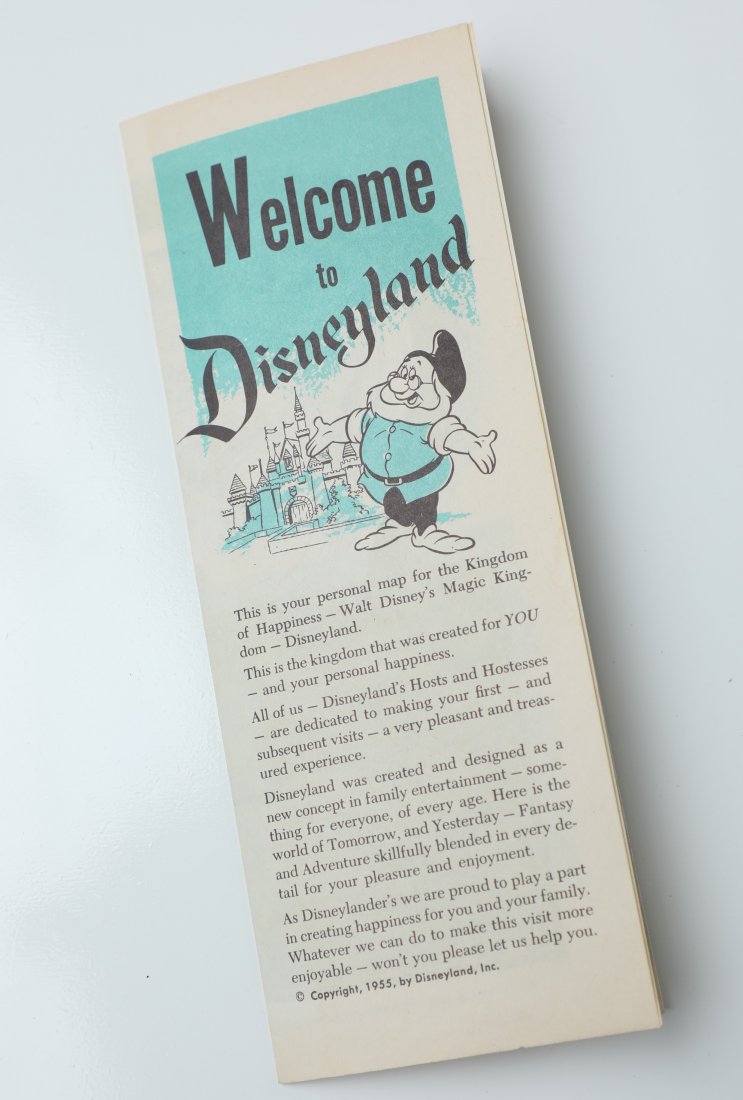 Welcome
to
Disneyland
This is your personal map for the Kingdom
of Happiness — Walt Disney's Magic King-
dom — Disneyland.
This is the kingdom that was created for YOU
— and your personal happiness.
All of us — Disneyland's Hosts and Hostesses
— are dedicated to making your first — and
subsequent visits — a very pleasant and treas-
ured experience.
Disneyland was created and designed as a
new concept in family entertainment — some-
thing for everyone, of every age. Here is the
world of Tomorrow, and Yesterday — Fantasy
and Adventure skillfully blended in every de-
tail for your pleasure and enjoyment.
As Disneylander's we are proud to play a part
in creating happiness for you and your family.
Whatever we can do to make this visit more
enjoyable — won't you please let us help you.
© Copyright, 1955, by Disneyland, Inc.